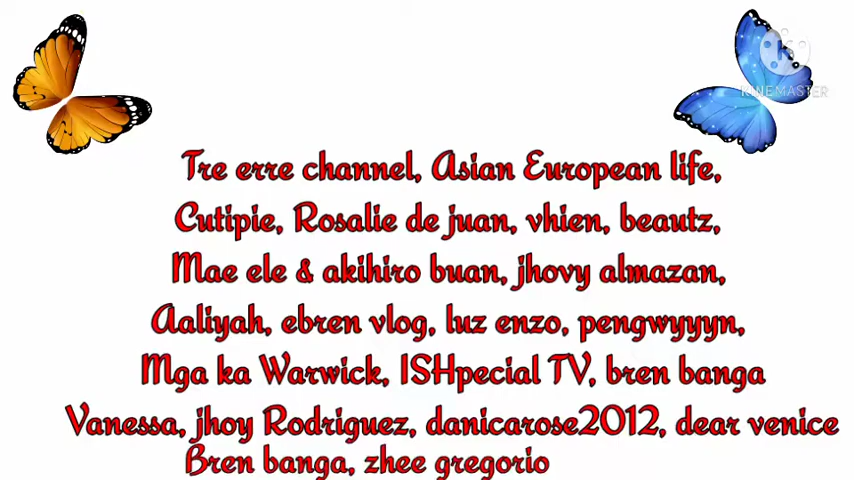 KINEMASTER
Tre erre channel, Asian European life,
Cutipie, Rosalie de juan, vhien, beautz,
Mae ele & akihiro buan, jhovy almazan,
Aaliyah, ebren vlog, luz enzo, pengwyyyn,
Mga ka Warwick, ISHpecial TV, bren banga
Vanessa, jhoy Rodriguez, danicarose2012, dear venice
Bren banga, zhee gregorio